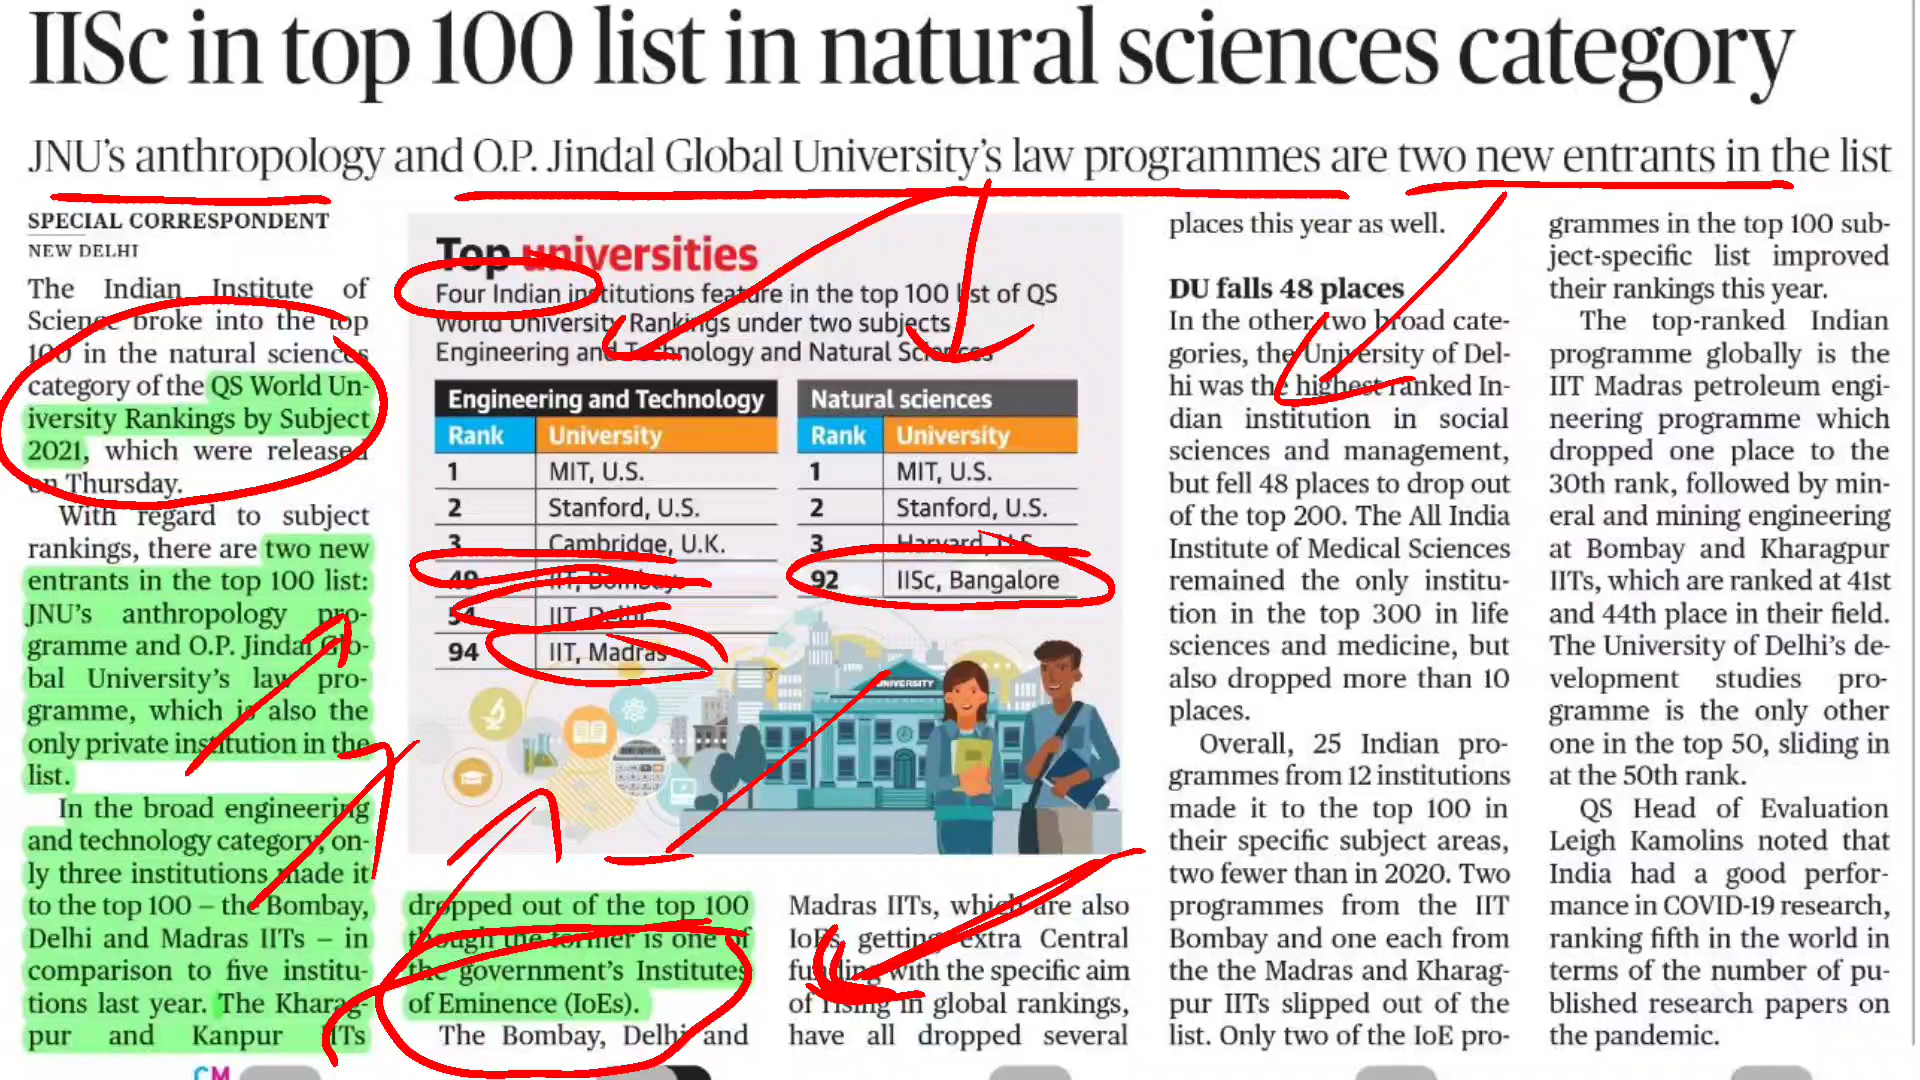 IISc in top 100 list in natural sciences category
JNU's anthropology and O.P. Jindal Global University's law programmes are two new entrants in the list
SPECIAL CORRESPONDENT
NEW DELHI
The Indian Institute of
Science broke into the top
100 in the natural sciences
category of the QS World Un-
iversity Rankings by Subject
2021, which were released
on Thursday.
With regard to subject
rankings, there are two new
entrants in the top 100 list:
JNU's anthropology pro-
gramme and O.P. Jindal Glo-
bal University's law pro-
gramme, which is also the
only private institution in the
list.
In the broad engineering
and technology category, on-
ly three institutions made it
to the top 100 – the Bombay,
Delhi and Madras IITs – in
comparison to five institu-
tions last year. The Kharag-
pur and Kanpur IITs
Top universities
Four Indian institutions feature in the top 100 list of QS
World University Rankings under two subjects
Engineering and Technology and Natural Sciences
Engineering and Technology
Rank University
1 MIT, U.S.
2 Stanford, U.S.
3 Cambridge, U.K.
49 IIT, Bombay
54 IIT, Delhi
94 IIT, Madras
Natural sciences
Rank University
1 MIT, U.S.
2 Stanford, U.S.
3 Harvard, U.S.
92 IISc, Bangalore
UNIVERSITY
dropped out of the top 100
though the former is one of
the government's Institutes
of Eminence (IoEs).
The Bombay, Delhi and
Madras IITs, which are also
IoEs getting extra Central
funding with the specific aim
of rising in global rankings,
have all dropped several
places this year as well.
DU falls 48 places
In the other two broad cate-
gories, the University of Del-
hi was the highest ranked In-
dian institution in social
sciences and management,
but fell 48 places to drop out
of the top 200. The All India
Institute of Medical Sciences
remained the only institu-
tion in the top 300 in life
sciences and medicine, but
also dropped more than 10
places.
Overall, 25 Indian pro-
grammes from 12 institutions
made it to the top 100 in
their specific subject areas,
two fewer than in 2020. Two
programmes from the IIT
Bombay and one each from
the the Madras and Kharag-
pur IITs slipped out of the
list. Only two of the IoE pro-
grammes in the top 100 sub-
ject-specific list improved
their rankings this year.
The top-ranked Indian
programme globally is the
IIT Madras petroleum engi-
neering programme which
dropped one place to the
30th rank, followed by min-
eral and mining engineering
at Bombay and Kharagpur
IITs, which are ranked at 41st
and 44th place in their field.
The University of Delhi's de-
velopment studies pro-
gramme is the only other
one in the top 50, sliding in
at the 50th rank.
QS Head of Evaluation
Leigh Kamolins noted that
India had a good perfor-
mance in COVID-19 research,
ranking fifth in the world in
terms of the number of pu-
blished research papers on
the pandemic.
CM